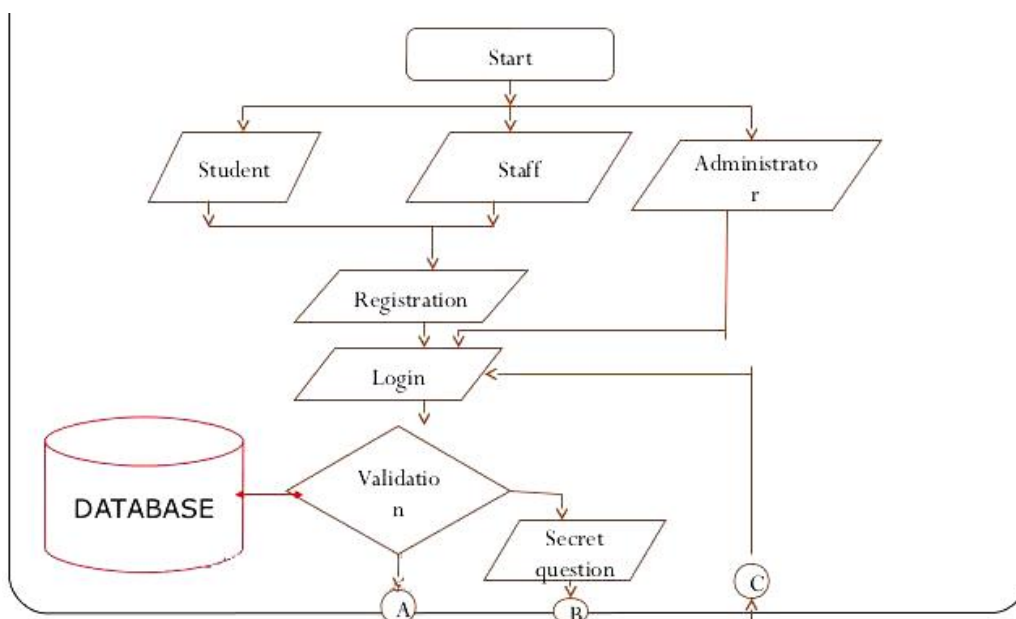 Start
Student
Staff
Administrato
r
Registration
Login
Validatio
n
DATABASE
Secret
question
A
B
C